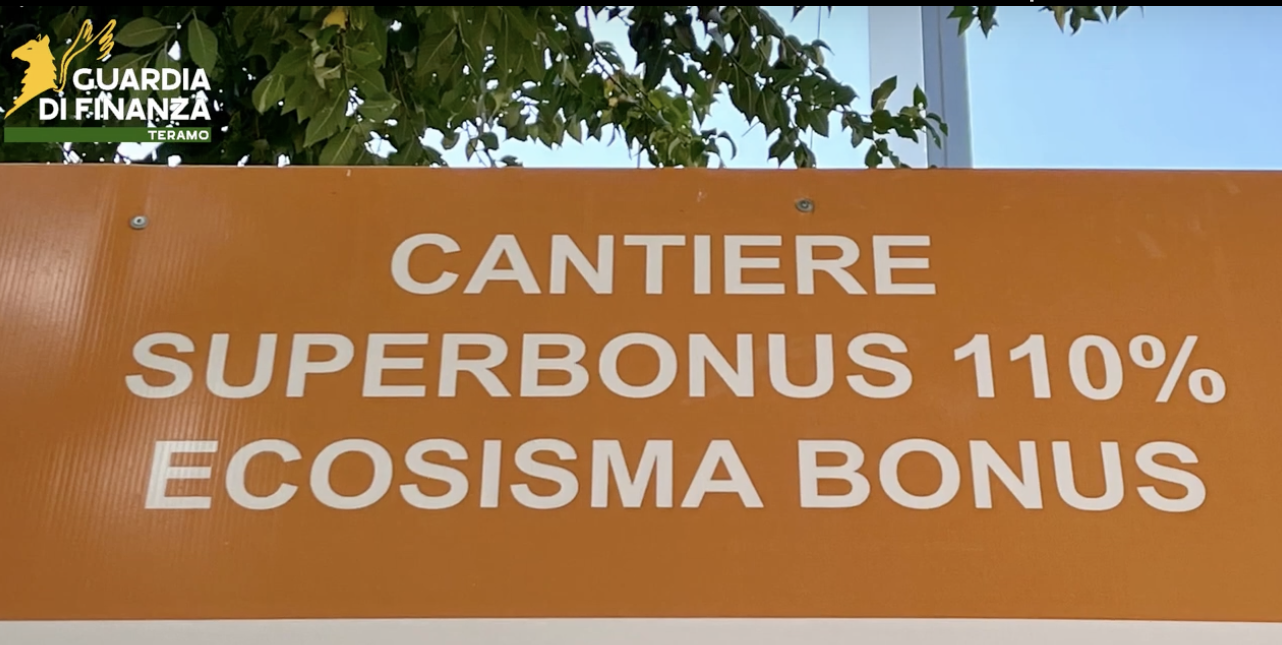 GUARDIA
DI FINANZA
TERAMO
CANTIERE
SUPERBONUS 110%
ECOSISMA BONUS